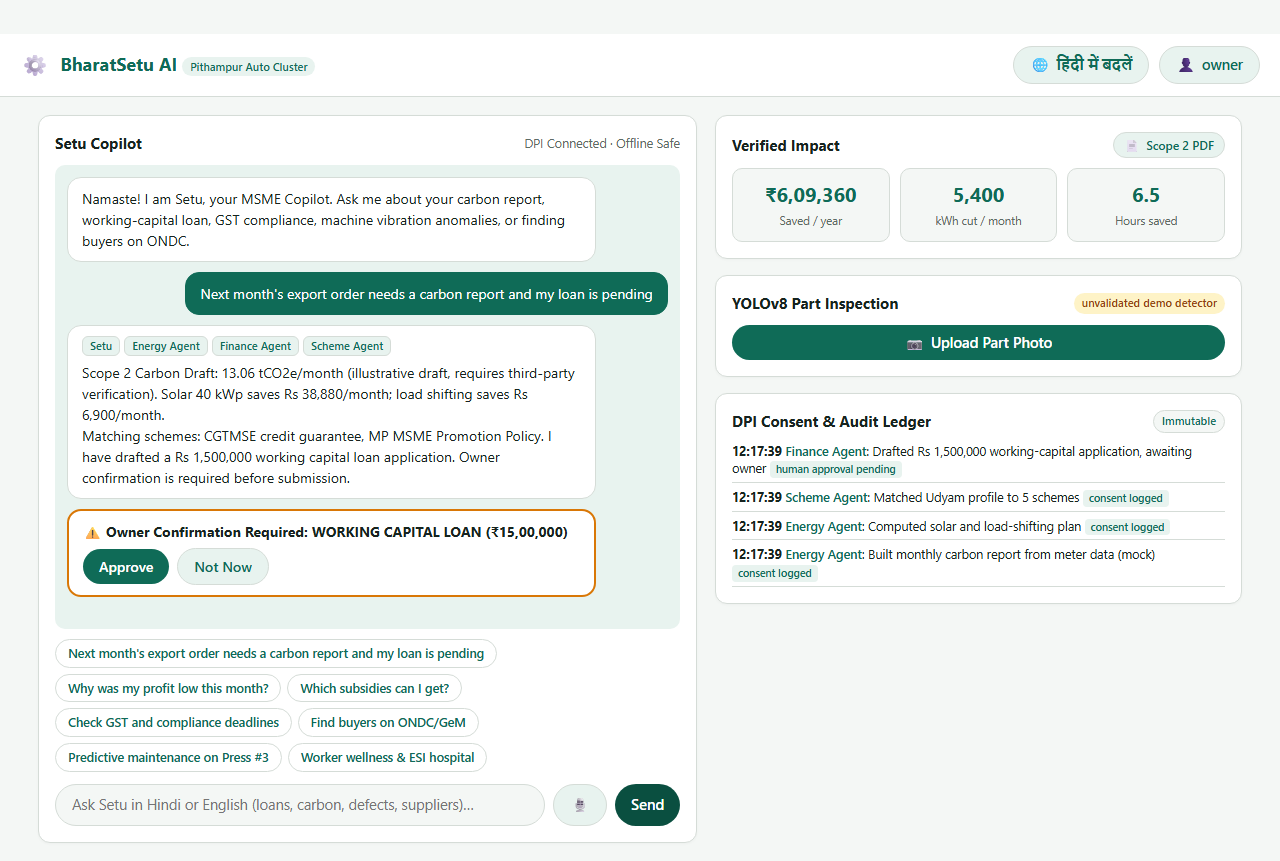 BharatSetu AI
Pithampur Auto Cluster
हिंदी में बदलें
owner
Setu Copilot
DPI Connected · Offline Safe
Namaste! I am Setu, your MSME Copilot. Ask me about your carbon report,
working-capital loan, GST compliance, machine vibration anomalies, or finding
buyers on ONDC.
Next month's export order needs a carbon report and my loan is pending
Setu
Energy Agent
Finance Agent
Scheme Agent
Scope 2 Carbon Draft: 13.06 tCO2e/month (illustrative draft, requires third-party
verification). Solar 40 kWp saves Rs 38,880/month; load shifting saves Rs
6,900/month.
Matching schemes: CGTMSE credit guarantee, MP MSME Promotion Policy. I
have drafted a Rs 1,500,000 working capital loan application. Owner
confirmation is required before submission.
Owner Confirmation Required: WORKING CAPITAL LOAN (₹15,00,000)
Approve
Not Now
Next month's export order needs a carbon report and my loan is pending
Why was my profit low this month?
Which subsidies can I get?
Check GST and compliance deadlines
Find buyers on ONDC/GeM
Predictive maintenance on Press #3
Worker wellness & ESI hospital
Ask Setu in Hindi or English (loans, carbon, defects, suppliers)...
Send
Verified Impact
Scope 2 PDF
₹6,09,360
Saved / year
5,400
kWh cut / month
6.5
Hours saved
YOLOv8 Part Inspection
unvalidated demo detector
Upload Part Photo
DPI Consent & Audit Ledger
Immutable
12:17:39 Finance Agent: Drafted Rs 1,500,000 working-capital application, awaiting
owner human approval pending
12:17:39 Scheme Agent: Matched Udyam profile to 5 schemes consent logged
12:17:39 Energy Agent: Computed solar and load-shifting plan consent logged
12:17:39 Energy Agent: Built monthly carbon report from meter data (mock)
consent logged